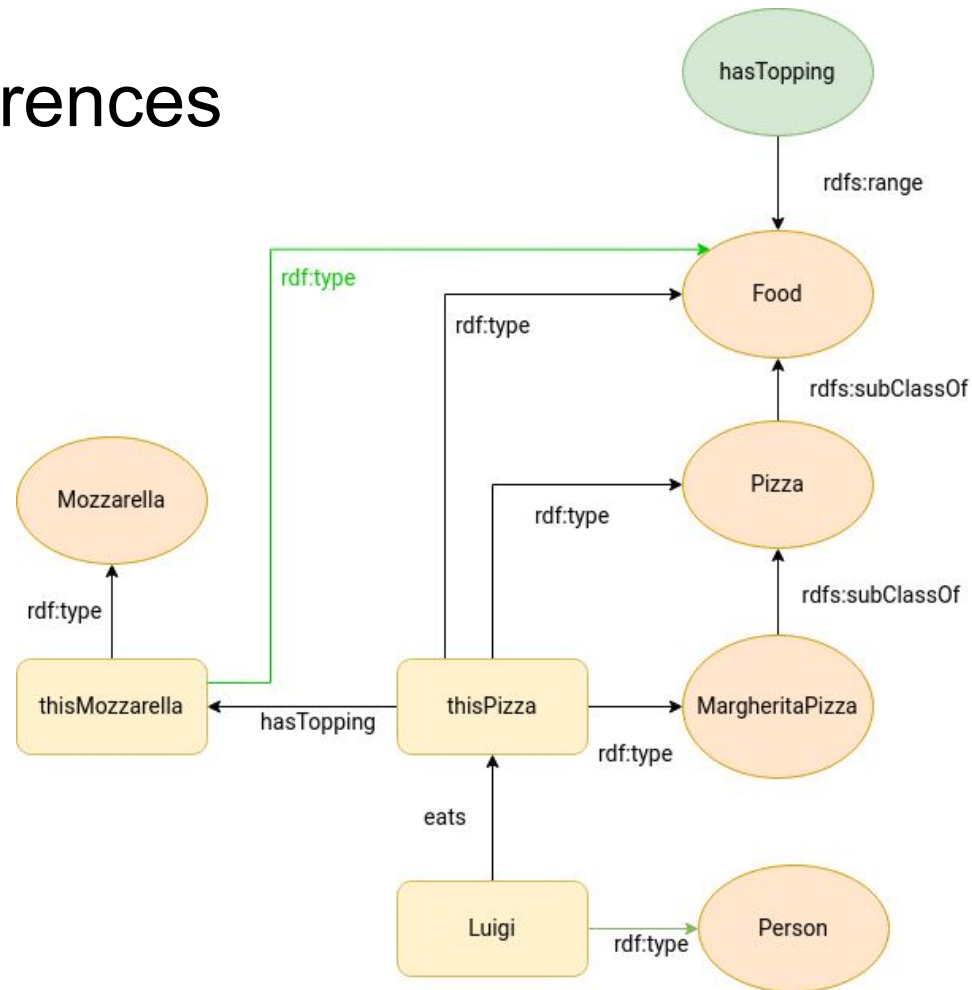 rences
hasTopping
rdfs:range
rdf:type
Food
rdf:type
rdfs:subClassOf
Mozzarella
Pizza
rdf:type
rdf:type
rdfs:subClassOf
thisMozzarella
hasTopping
thisPizza
MargheritaPizza
rdf:type
eats
Luigi
rdf:type
Person